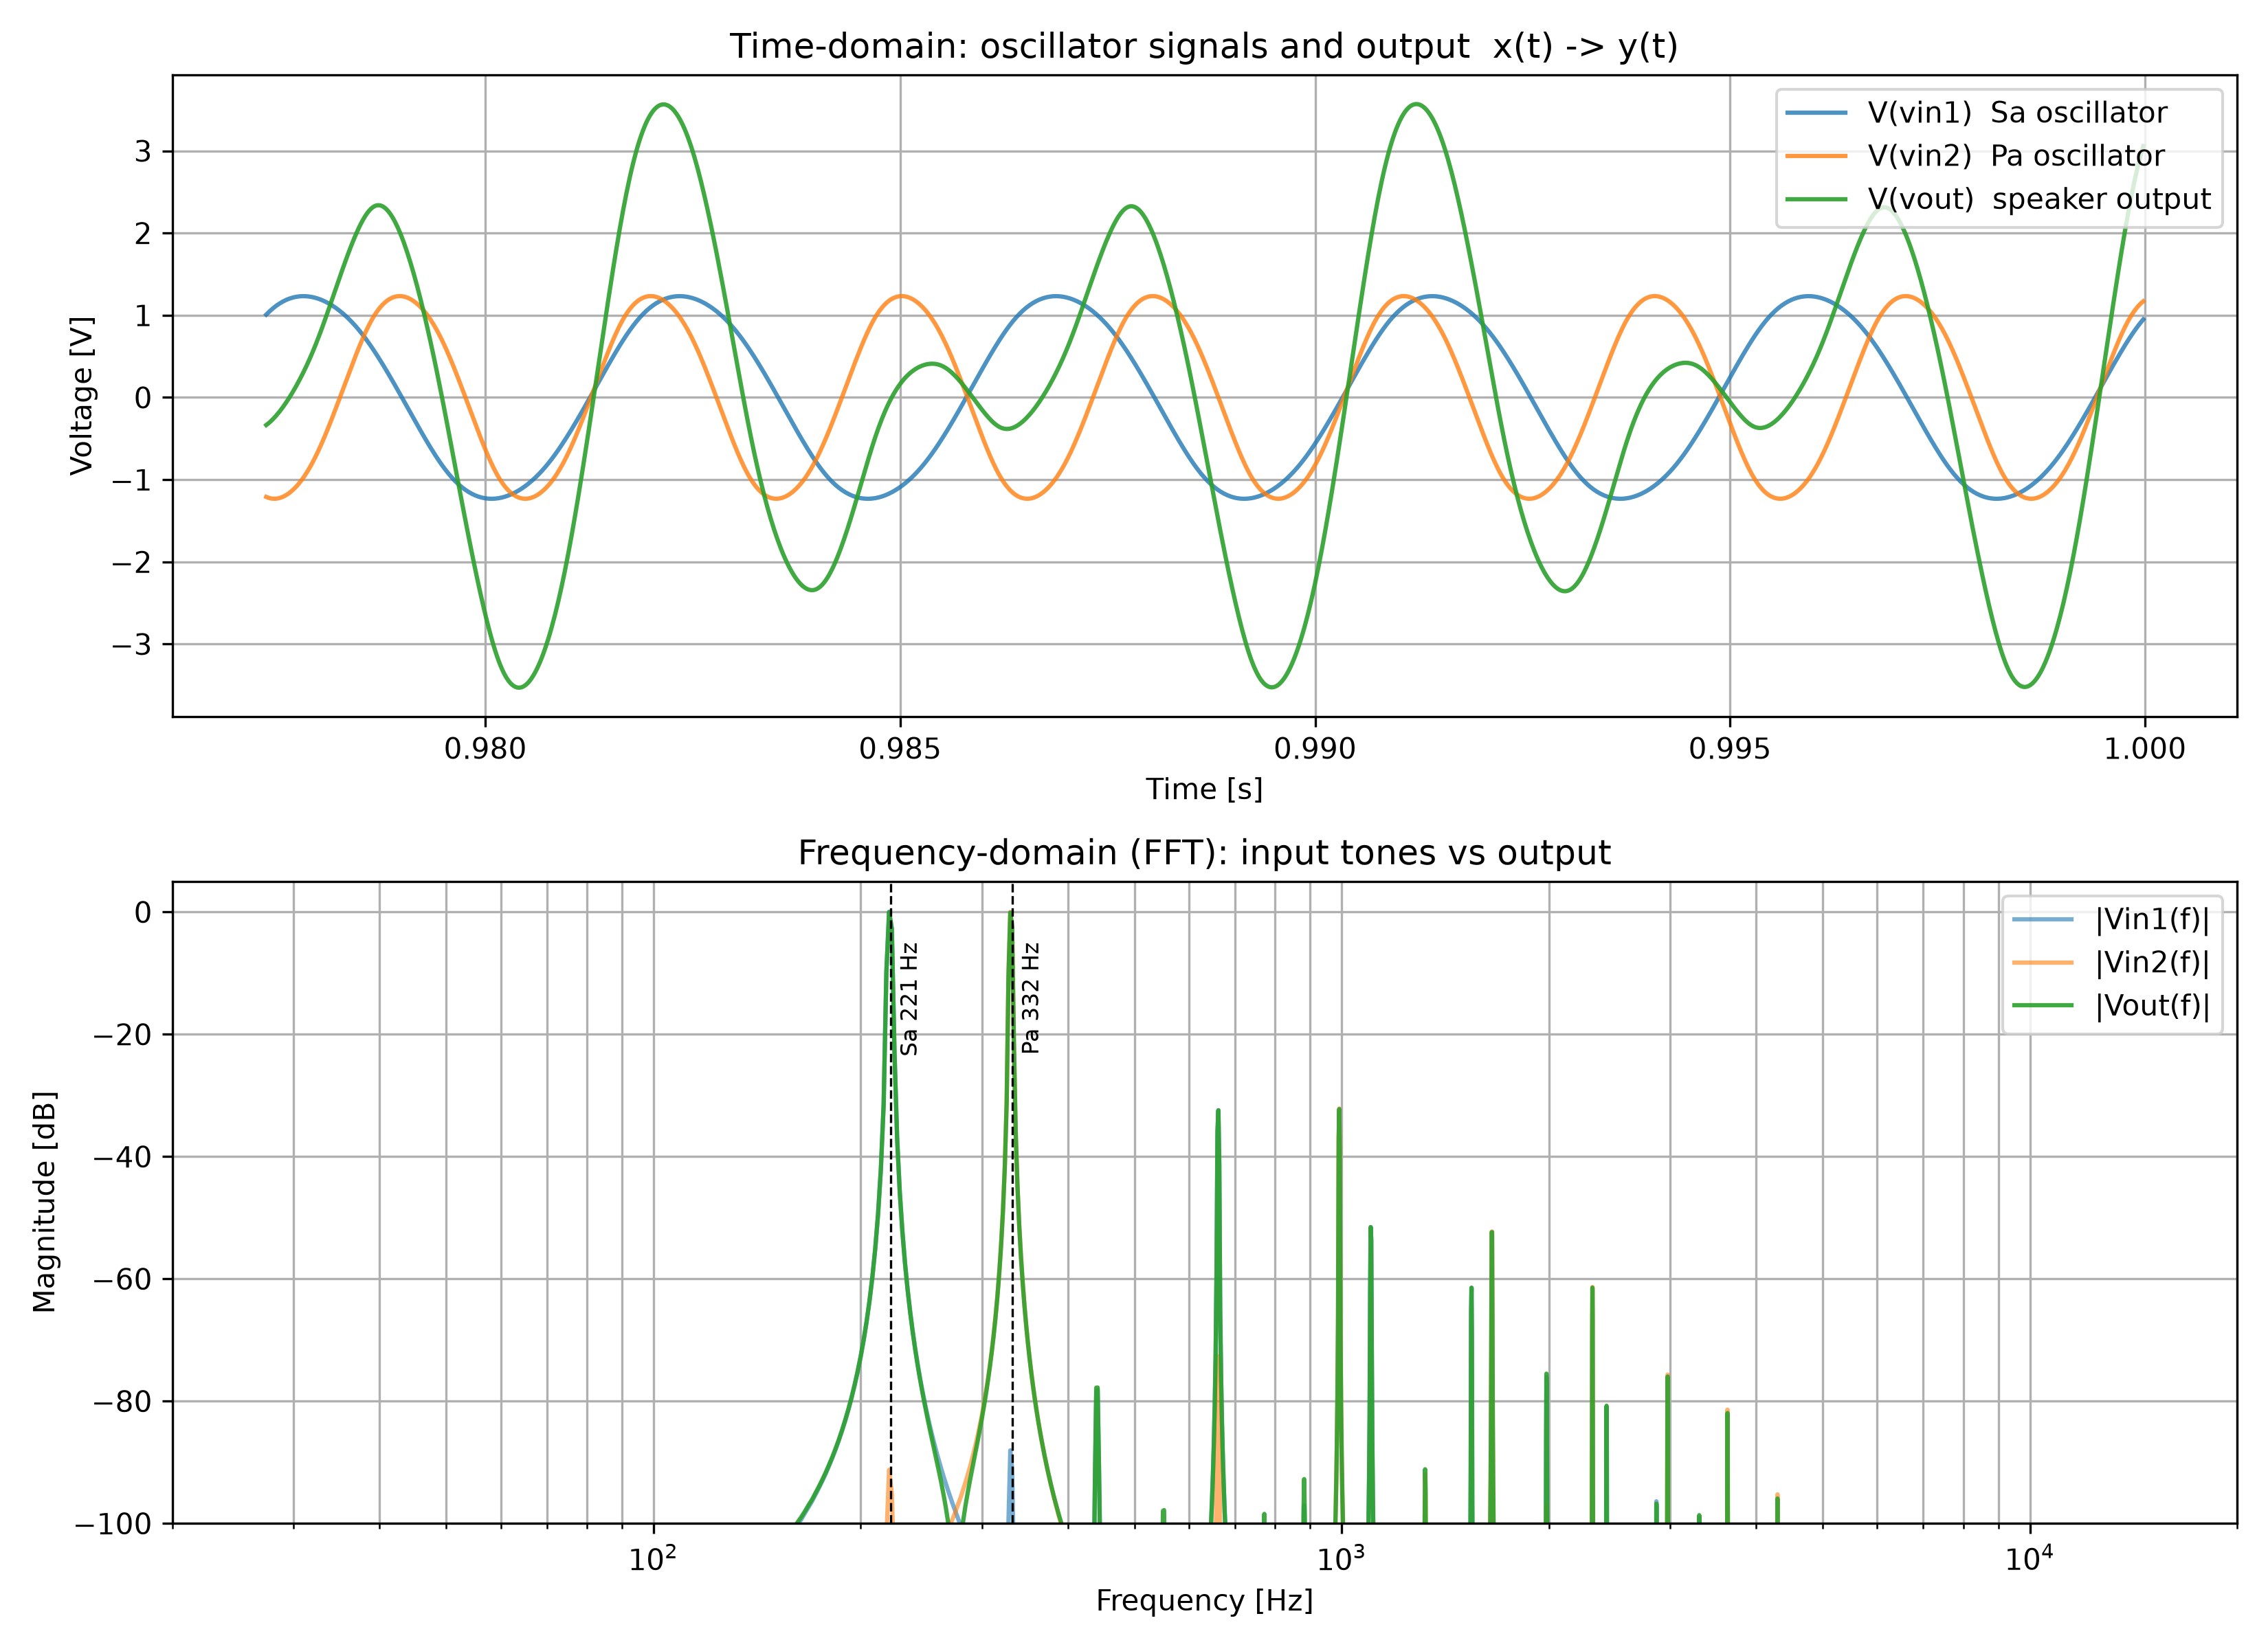 Time-domain: oscillator signals and output  x(t) -> y(t)
V(vin1)  Sa oscillator
V(vin2)  Pa oscillator
V(vout)  speaker output
Voltage [V]
3
2
1
0
−1
−2
−3
0.980
0.985
0.990
0.995
1.000
Time [s]
Frequency-domain (FFT): input tones vs output
|Vin1(f)|
|Vin2(f)|
|Vout(f)|
Sa 221 Hz
Pa 332 Hz
Magnitude [dB]
0
−20
−40
−60
−80
−100
10²
10³
10⁴
Frequency [Hz]